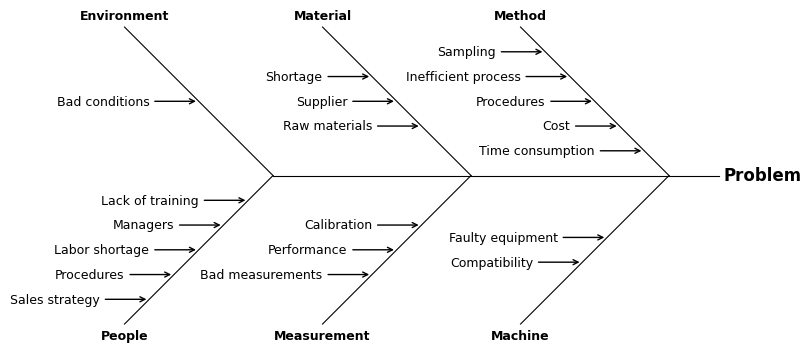 Environment
Material
Method
Sampling
Shortage
Inefficient process
Bad conditions
Supplier
Procedures
Raw materials
Cost
Time consumption
Problem
Lack of training
Managers
Calibration
Faulty equipment
Labor shortage
Performance
Compatibility
Procedures
Bad measurements
Sales strategy
People
Measurement
Machine